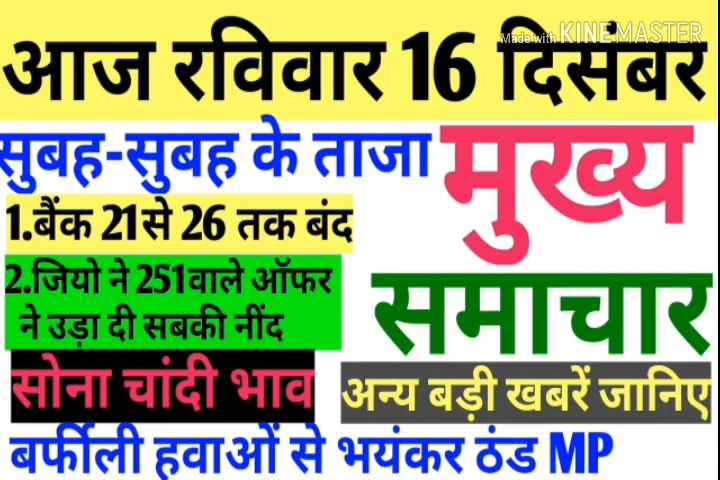 Made with KINEMASTER
आज रविवार 16 दिसंबर
सुबह-सुबह के ताजा
मुख्य
1.बैंक 21से 26 तक बंद
2.जियो ने 251वाले ऑफर
ने उड़ा दी सबकी नींद
समाचार
सोना चांदी भाव
अन्य बड़ी खबरें जानिए
बर्फीली हवाओं से भयंकर ठंड MP